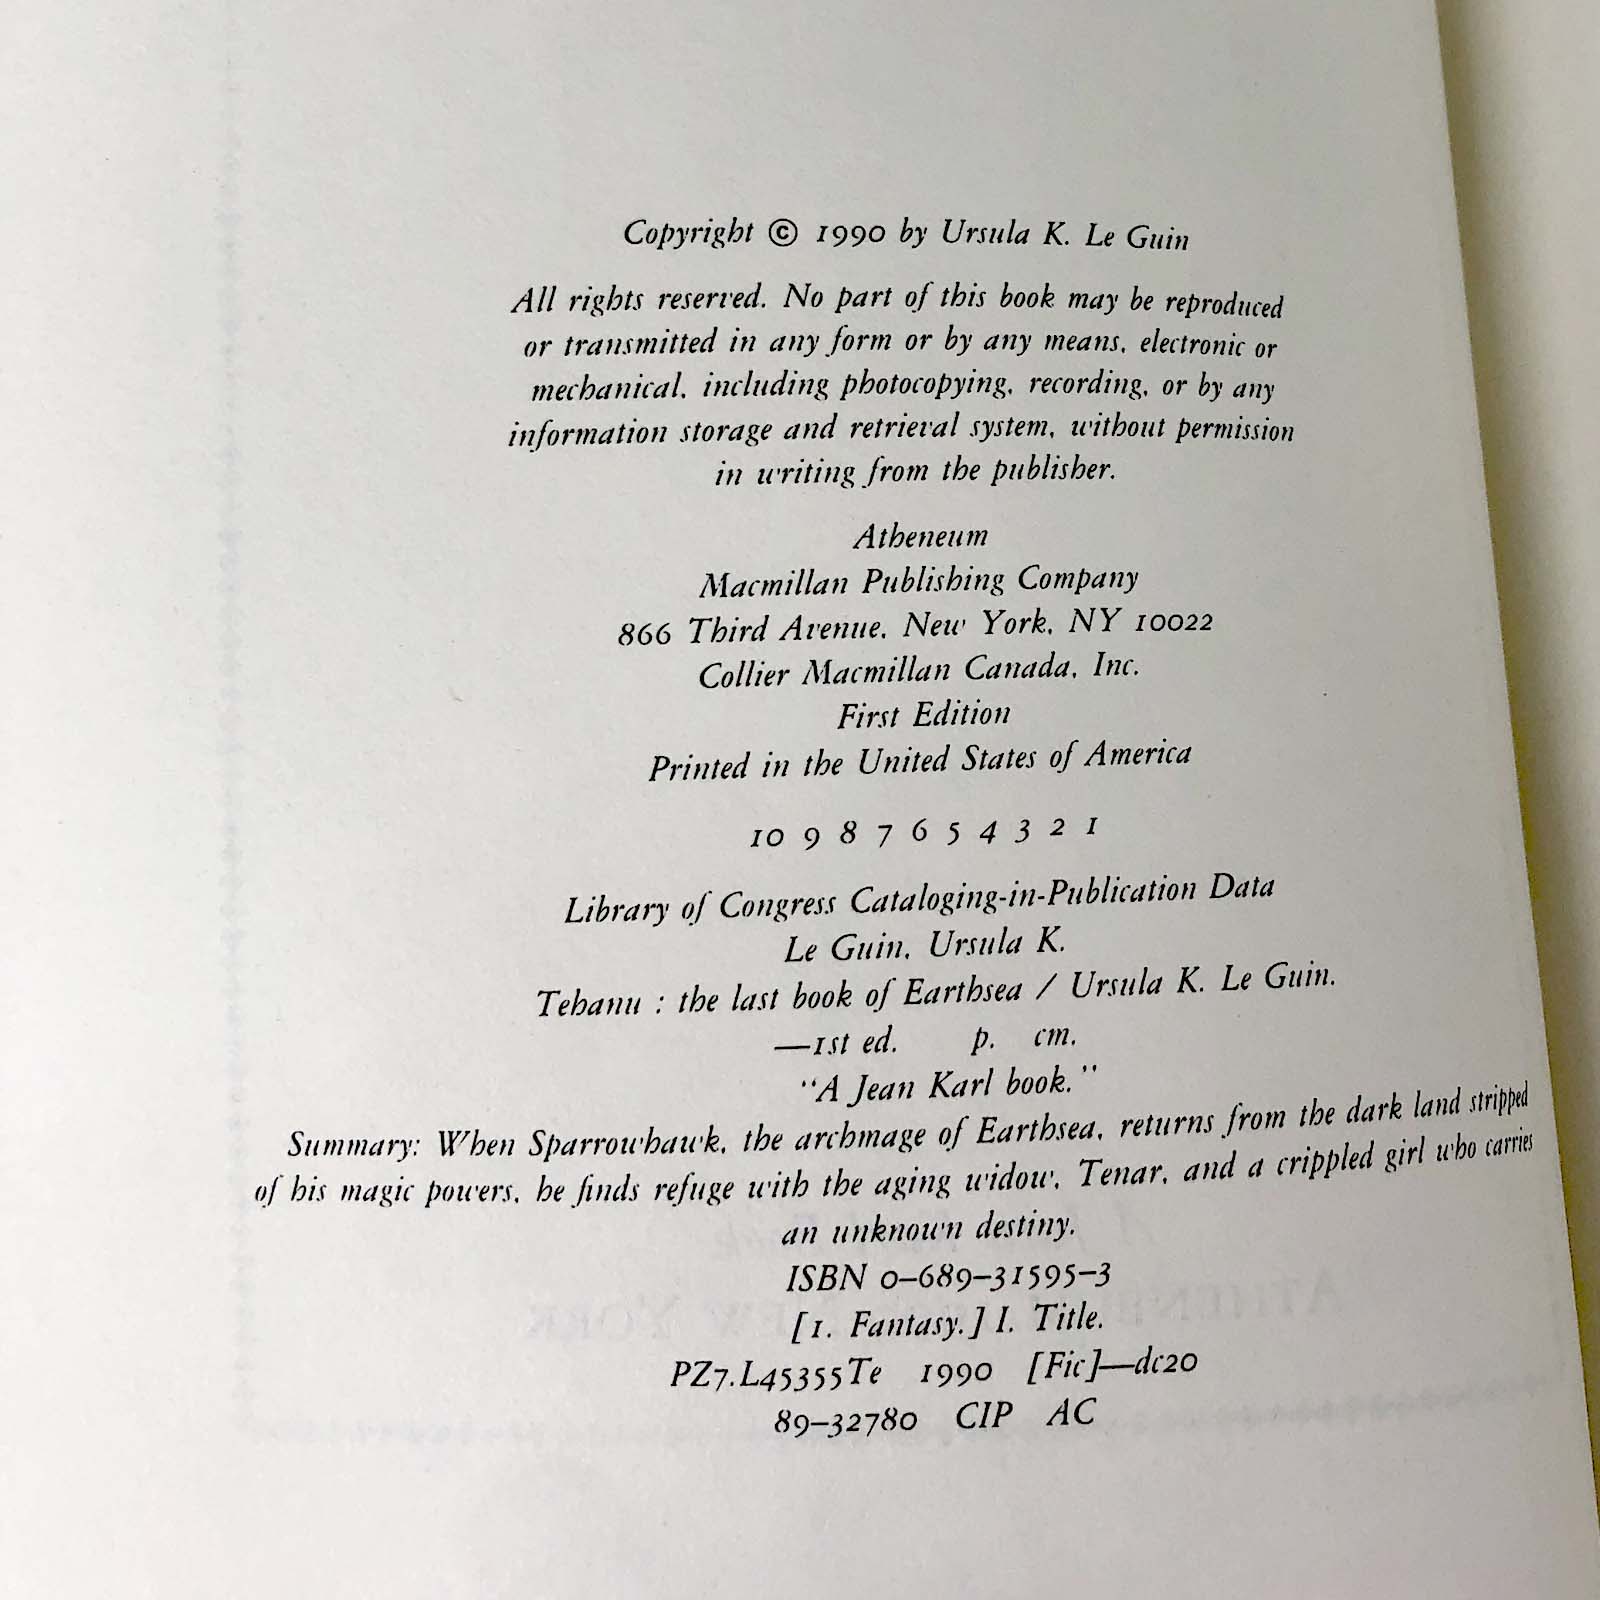 Copyright © 1990 by Ursula K. Le Guin
All rights reserved. No part of this book may be reproduced
or transmitted in any form or by any means, electronic or
mechanical, including photocopying, recording, or by any
information storage and retrieval system, without permission
in writing from the publisher.
Atheneum
Macmillan Publishing Company
866 Third Avenue, New York, NY 10022
Collier Macmillan Canada, Inc.
First Edition
Printed in the United States of America
10 9 8 7 6 5 4 3 2 1
Library of Congress Cataloging-in-Publication Data
Le Guin, Ursula K.
Tehanu : the last book of Earthsea / Ursula K. Le Guin.
—1st ed. p. cm.
"A Jean Karl book."
Summary: When Sparrowhawk, the archmage of Earthsea, returns from the dark land stripped
of his magic powers, he finds refuge with the aging widow, Tenar, and a crippled girl who carries
an unknown destiny.
ISBN 0–689–31595–3
[1. Fantasy.] I. Title.
PZ7.L45355Te 1990 [Fic]—dc20
89–32780 CIP AC